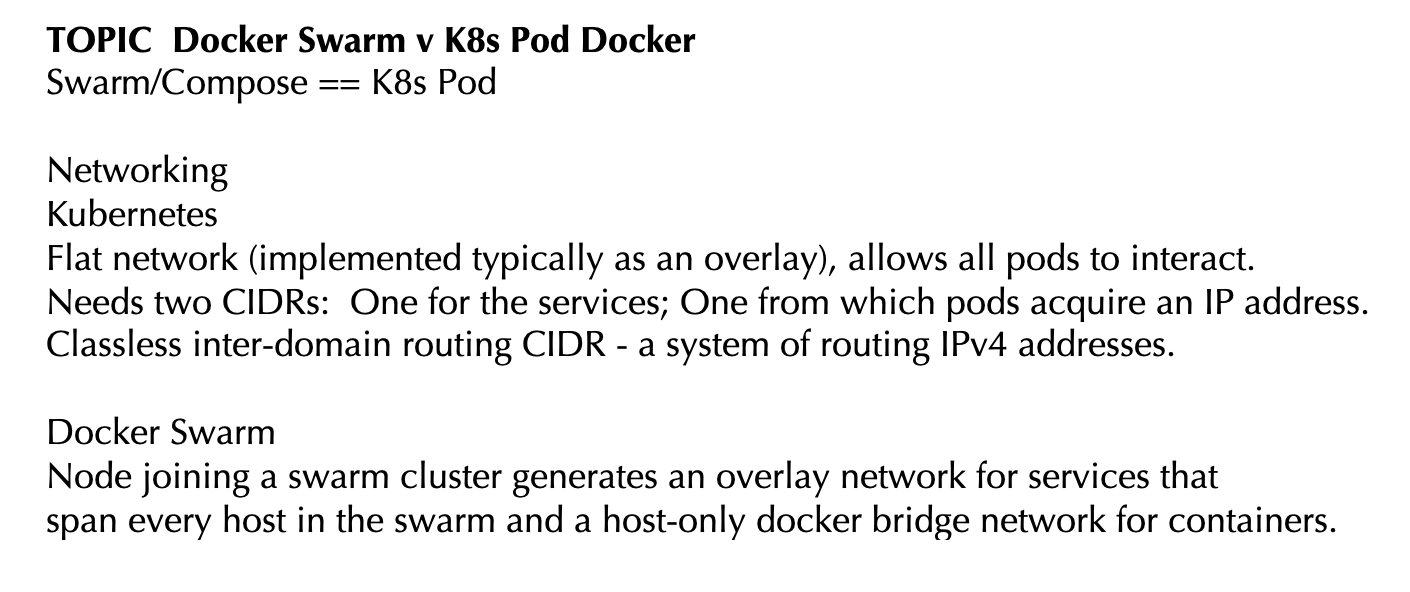 TOPIC  Docker Swarm v K8s Pod Docker
Swarm/Compose == K8s Pod
Networking
Kubernetes
Flat network (implemented typically as an overlay), allows all pods to interact.
Needs two CIDRs:  One for the services; One from which pods acquire an IP address.
Classless inter-domain routing CIDR - a system of routing IPv4 addresses.
Docker Swarm
Node joining a swarm cluster generates an overlay network for services that
span every host in the swarm and a host-only docker bridge network for containers.